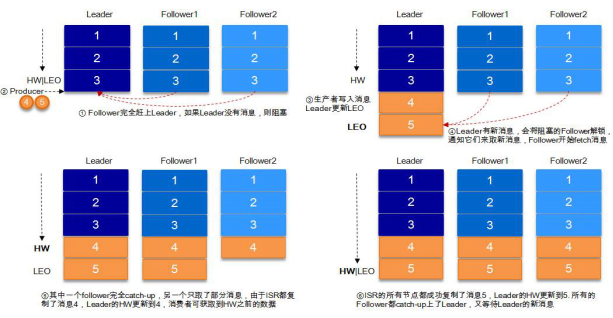 Leader Follower1 Follower2
1 1 1
2 2 2
HW|LEO 3 3 3
② Producer
4 5
① Follower完全赶上Leader，如果Leader没有消息，则阻塞
Leader Follower1 Follower2
1 1 1
2 2 2
HW 3 3 3
③生产者写入消息
Leader更新LEO
4
LEO 5
④Leader有新消息，会将阻塞的Follower解锁，
通知它们来取新消息，Follower开始fetch消息
Leader Follower1 Follower2
1 1 1
2 2 2
3 3 3
HW 4 4 4
LEO 5 5
⑤其中一个follower完全catch-up，另一个只取了部分消息，由于ISR都复
制了消息4，Leader的HW更新到4，消费者可获取到HW之前的数据
Leader Follower1 Follower2
1 1 1
2 2 2
3 3 3
4 4 4
HW|LEO 5 5 5
⑥ISR的所有节点都成功复制了消息5，Leader的HW更新到5. 所有的
Follower都catch-up上了Leader，又等待Leader的新消息